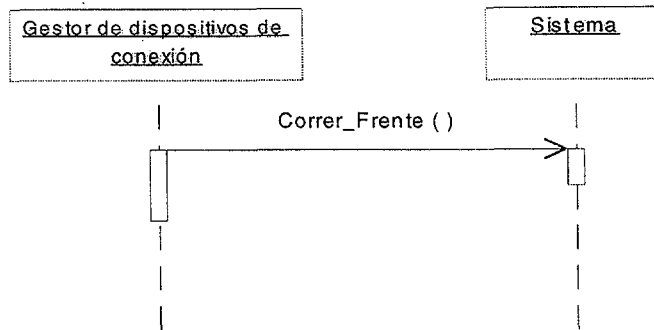 Gestor de dispositivos de
conexión
Sistema
Correr_Frente ( )